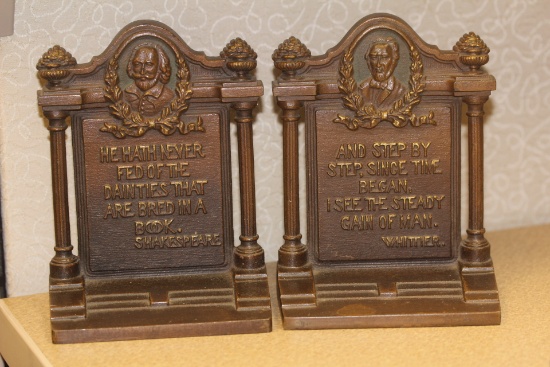 HE HATH NEVER
FED OF THE
DAINTIES THAT
ARE BRED IN A
BOOK.
SHAKESPEARE
AND STEP BY
STEP, SINCE TIME
BEGAN,
I SEE THE STEADY
GAIN OF MAN.
WHITTIER.